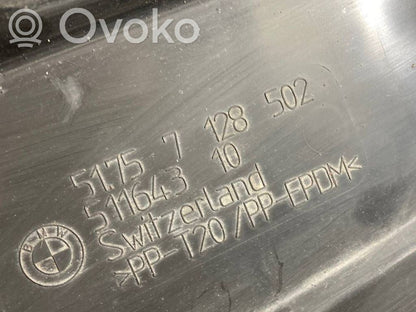 Ovoko
5175 7 128 502
511643 10
Switzerland
>PP-T20/PP-EPDM<
BMW